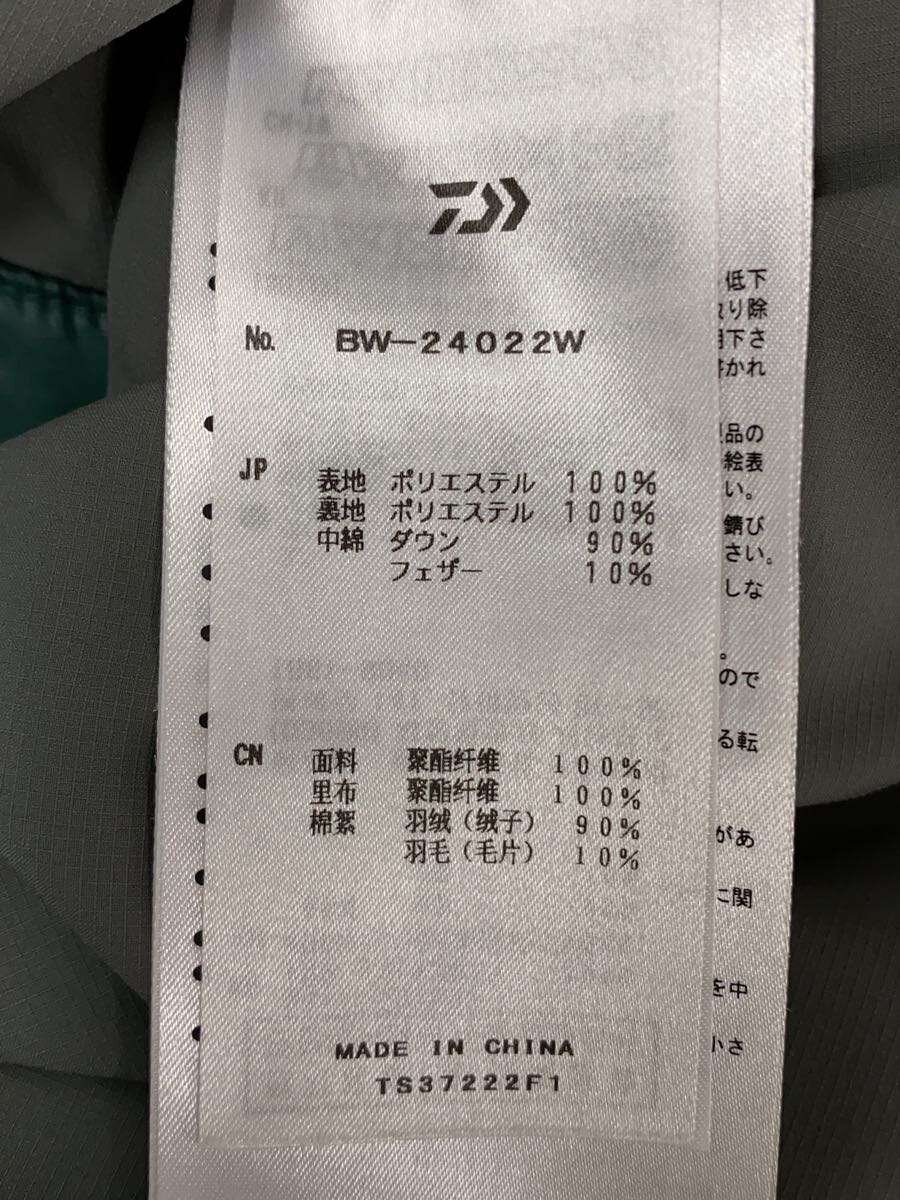 No. BW-24022W
JP 表地 ポリエステル 100%
裏地 ポリエステル 100%
中綿 ダウン 90%
フェザー 10%
CN 面料 聚酯纤维 100%
里布 聚酯纤维 100%
棉絮 羽绒(绒子) 90%
羽毛(毛片) 10%
MADE IN CHINA
TS37222F1
低下
り除
下さ
かれ
品の
絵表
い。
錆び
さい。
しな
。
ので
る転
があ
に関
を中
小さ